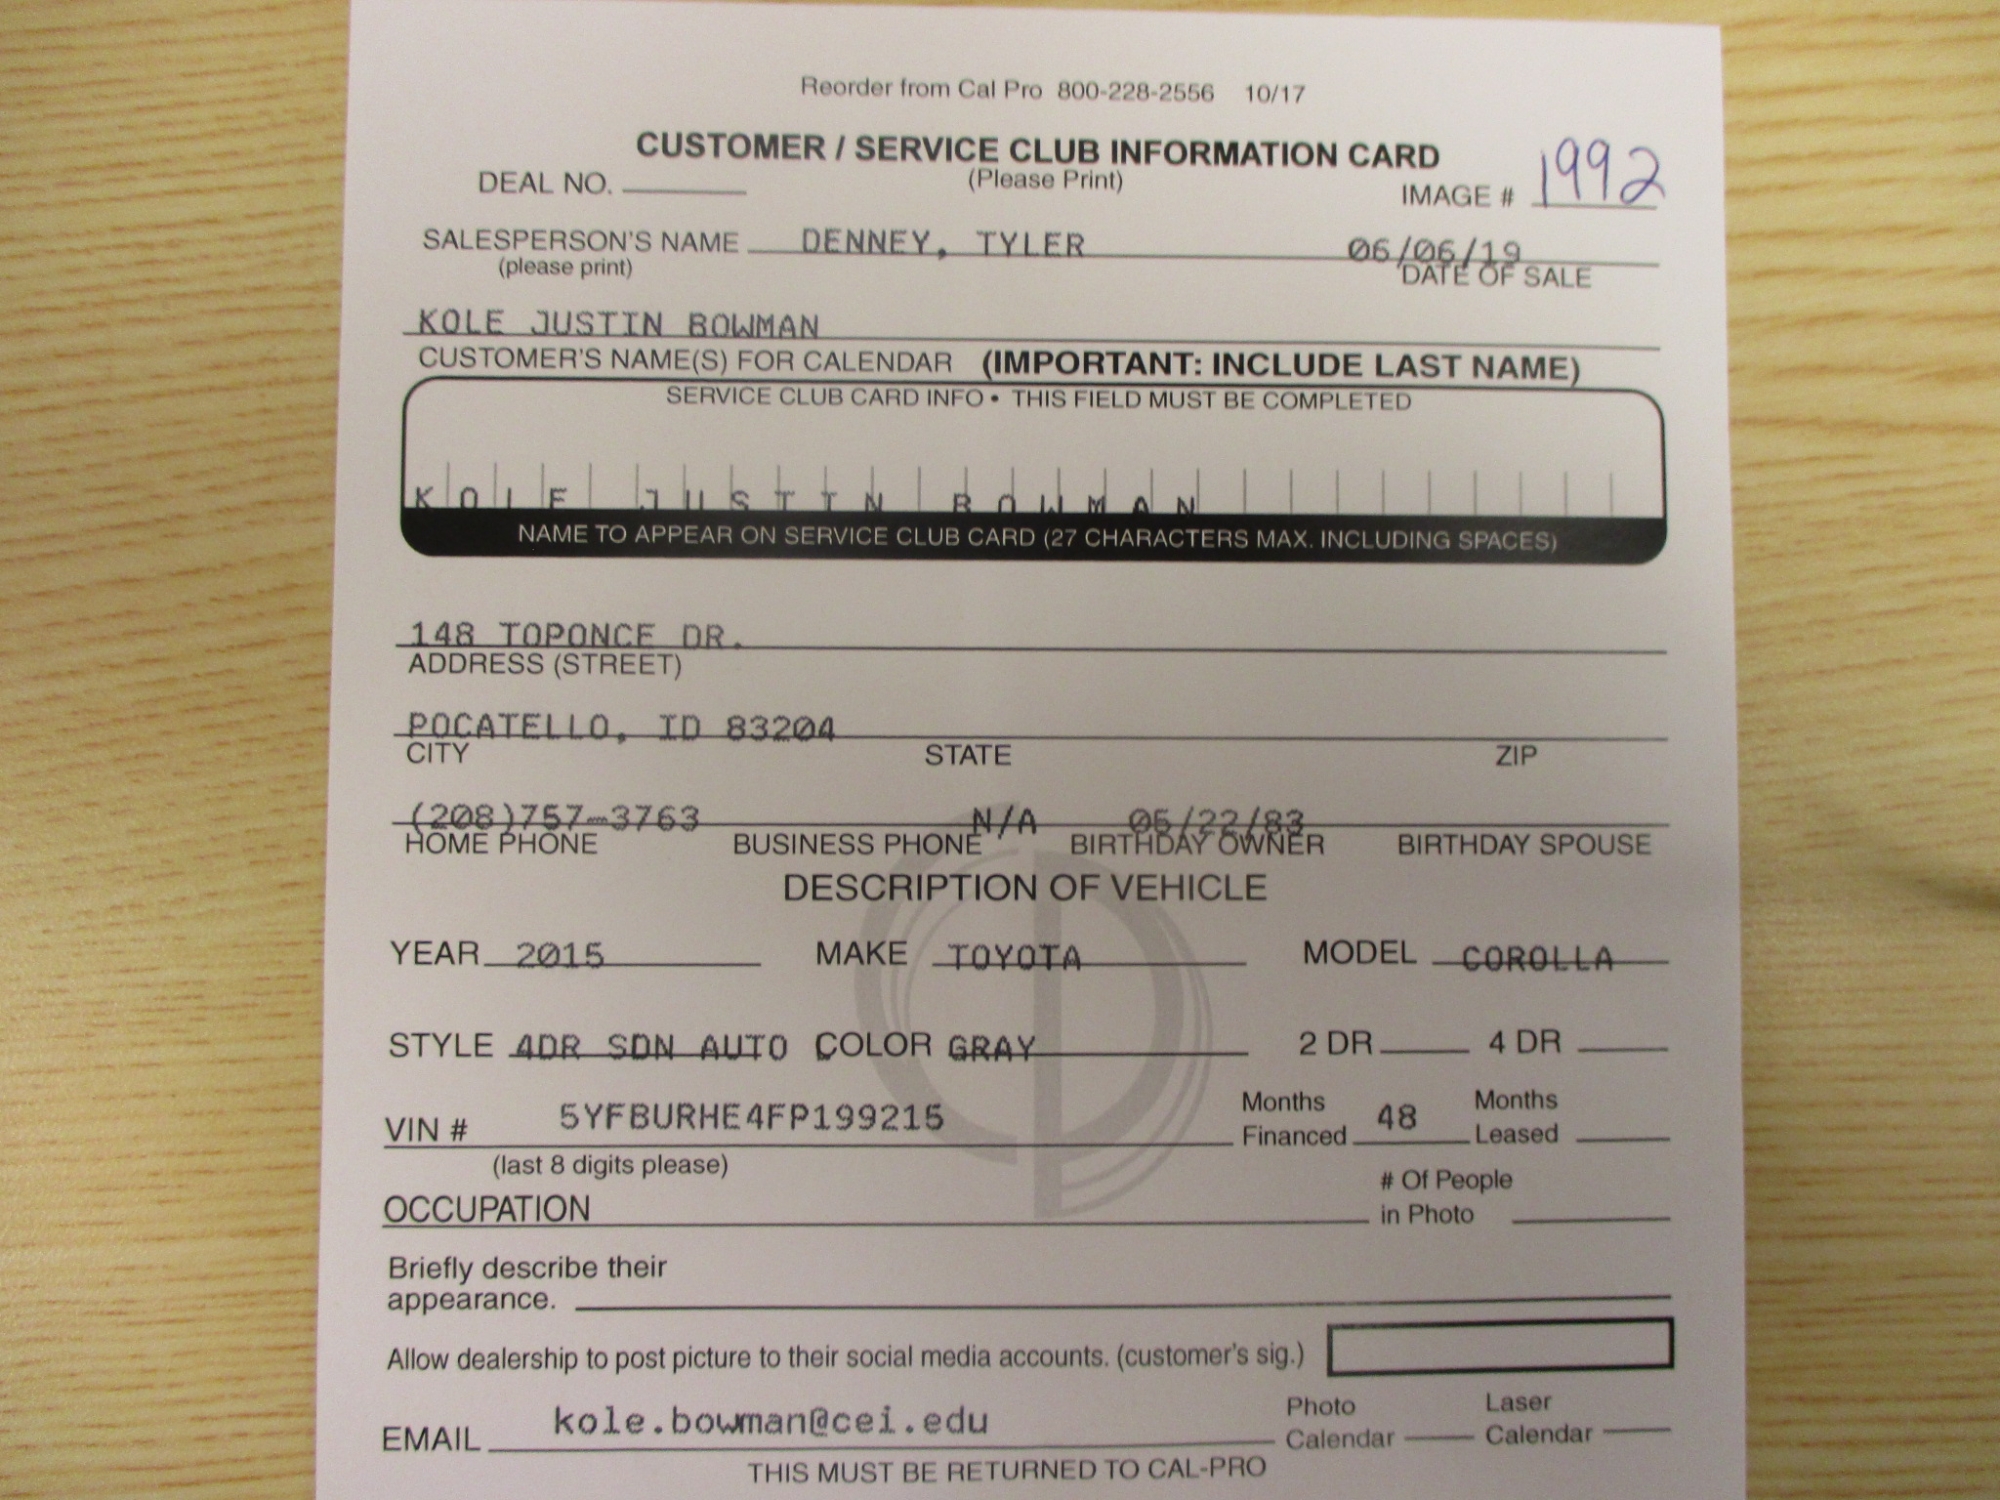 Reorder from Cal Pro 800-228-2556 10/17
CUSTOMER / SERVICE CLUB INFORMATION CARD
(Please Print)
DEAL NO.
IMAGE # 1992
SALESPERSON'S NAME DENNEY, TYLER 06/06/19
(please print) DATE OF SALE
KOLE JUSTIN BOWMAN
CUSTOMER'S NAME(S) FOR CALENDAR (IMPORTANT: INCLUDE LAST NAME)
SERVICE CLUB CARD INFO • THIS FIELD MUST BE COMPLETED
KOLE JUSTIN BOWMAN
NAME TO APPEAR ON SERVICE CLUB CARD (27 CHARACTERS MAX. INCLUDING SPACES)
148 TOPONCE DR.
ADDRESS (STREET)
POCATELLO, ID 83204
CITY STATE ZIP
(208)757-3763 N/A 05/22/83
HOME PHONE BUSINESS PHONE BIRTHDAY OWNER BIRTHDAY SPOUSE
DESCRIPTION OF VEHICLE
YEAR 2015 MAKE TOYOTA MODEL COROLLA
STYLE 4DR SDN AUTO COLOR GRAY 2 DR 4 DR
VIN # 5YFBURHE4FP199215 Months Financed 48 Months Leased
(last 8 digits please)
OCCUPATION # Of People in Photo
Briefly describe their
appearance.
Allow dealership to post picture to their social media accounts. (customer's sig.)
EMAIL kole.bowman@cei.edu Photo Calendar Laser Calendar
THIS MUST BE RETURNED TO CAL-PRO